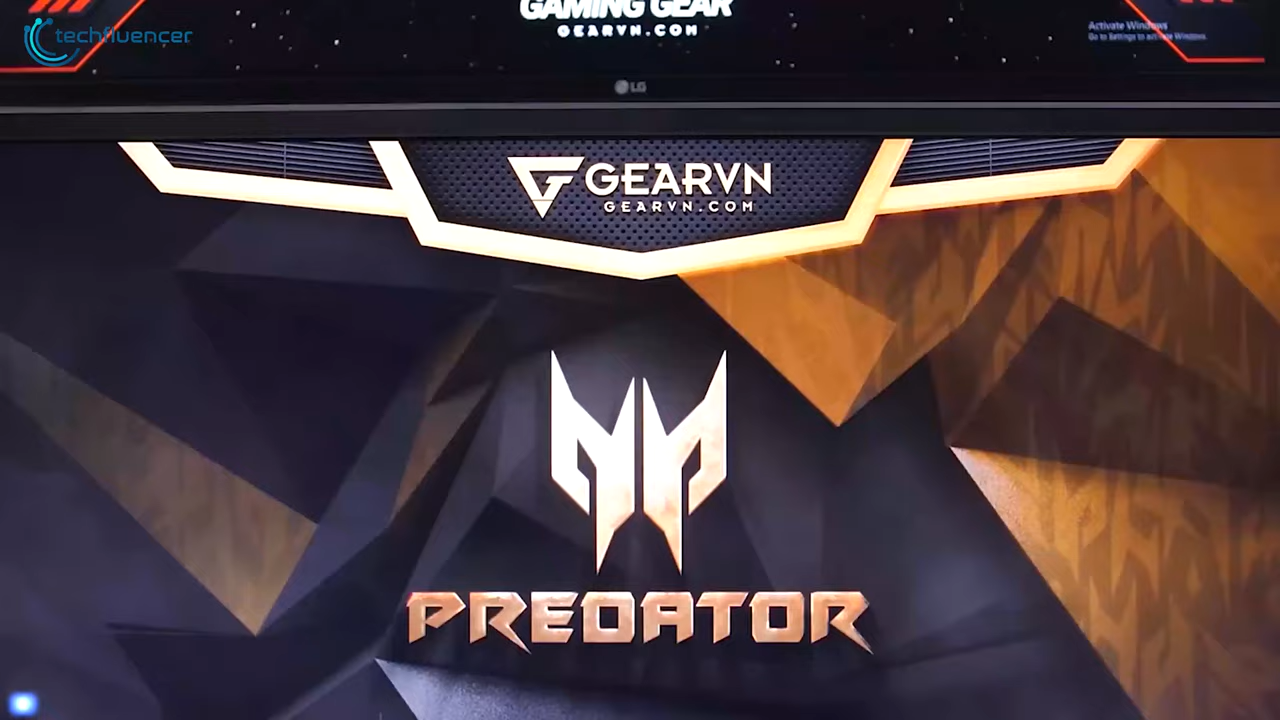 GAMING GEAR
GEARVN.COM
techfluencer
Activate Windows
Go to Settings to activate Windows.
LG
GEARVN
GEARVN.COM
PREDATOR